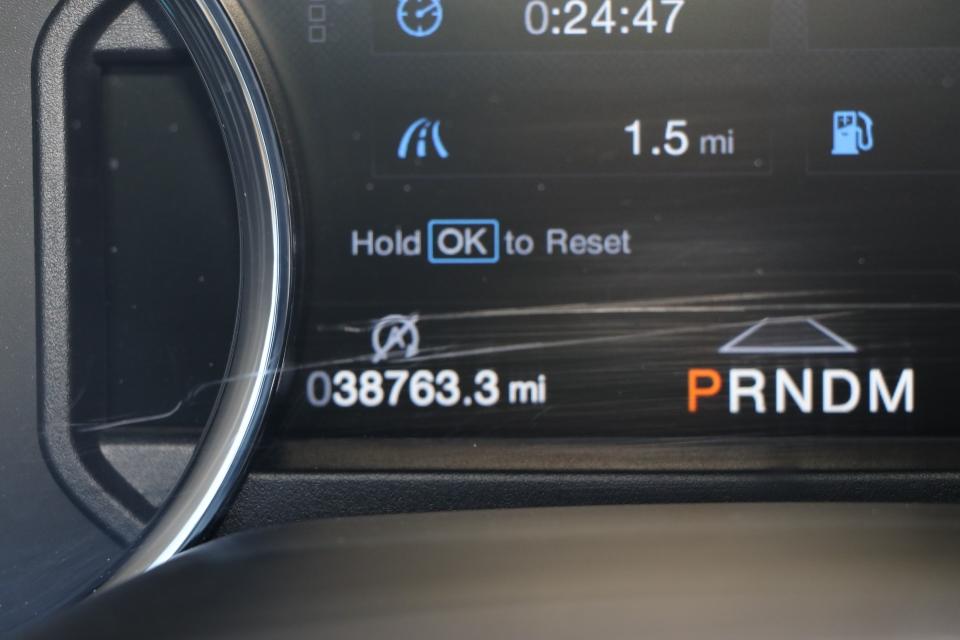 0:24:47
1.5 mi
Hold OK to Reset
038763.3 mi
PRNDM